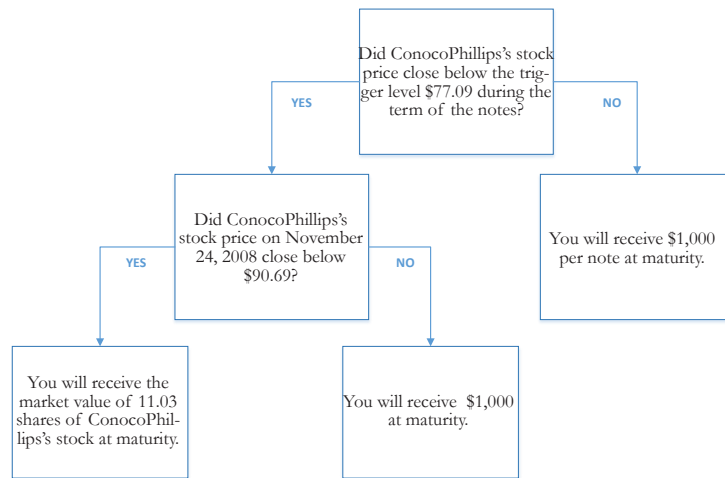 Did ConocoPhillips's stock
price close below the trig-
ger level $77.09 during the
term of the notes?
YES
NO
Did ConocoPhillips's
stock price on November
24, 2008 close below
$90.69?
You will receive $1,000
per note at maturity.
YES
NO
You will receive the
market value of 11.03
shares of ConocoPhil-
lips's stock at maturity.
You will receive $1,000
at maturity.